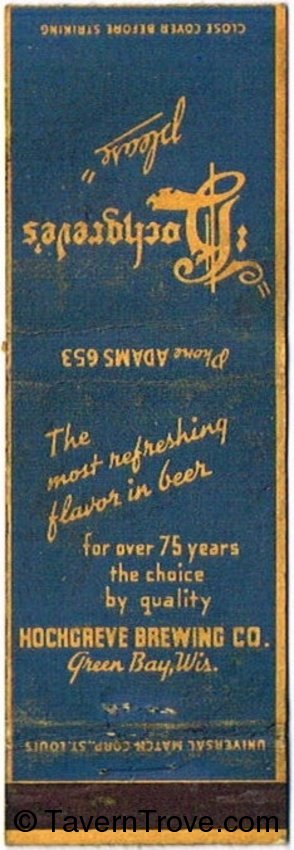 CLOSE COVER BEFORE STRIKING
"Hochgreve's
please"
Phone ADAMS 653
The
most refreshing
flavor in beer
for over 75 years
the choice
by quality
HOCHGREVE BREWING CO.
Green Bay, Wis.
UNIVERSAL MATCH CORP., ST. LOUIS
© TavernTrove.com